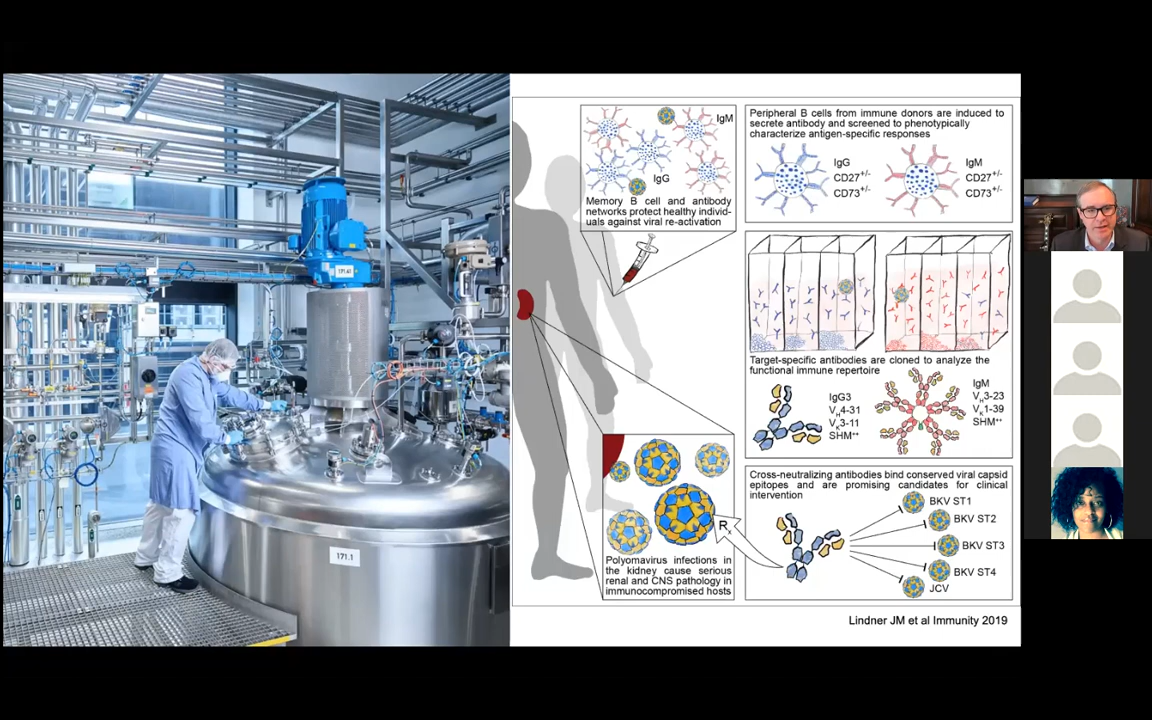 171.41
171.1
IgM
IgG
Memory B cell and antibody
networks protect healthy individ-
uals against viral re-activation
Peripheral B cells from immune donors are induced to
secrete antibody and screened to phenotypically
characterize antigen-specific responses
IgG
CD27+/-
CD73+/-
IgM
CD27+/-
CD73+/-
Target-specific antibodies are cloned to analyze the
functional immune repertoire
IgG3
VH4-31
VK3-11
SHM++
IgM
VH3-23
VK1-39
SHM++
Polyomavirus infections in
the kidney cause serious
renal and CNS pathology in
immunocompromised hosts
Rx
Cross-neutralizing antibodies bind conserved viral capsid
epitopes and are promising candidates for clinical
intervention
BKV ST1
BKV ST2
BKV ST3
BKV ST4
JCV
Lindner JM et al Immunity 2019